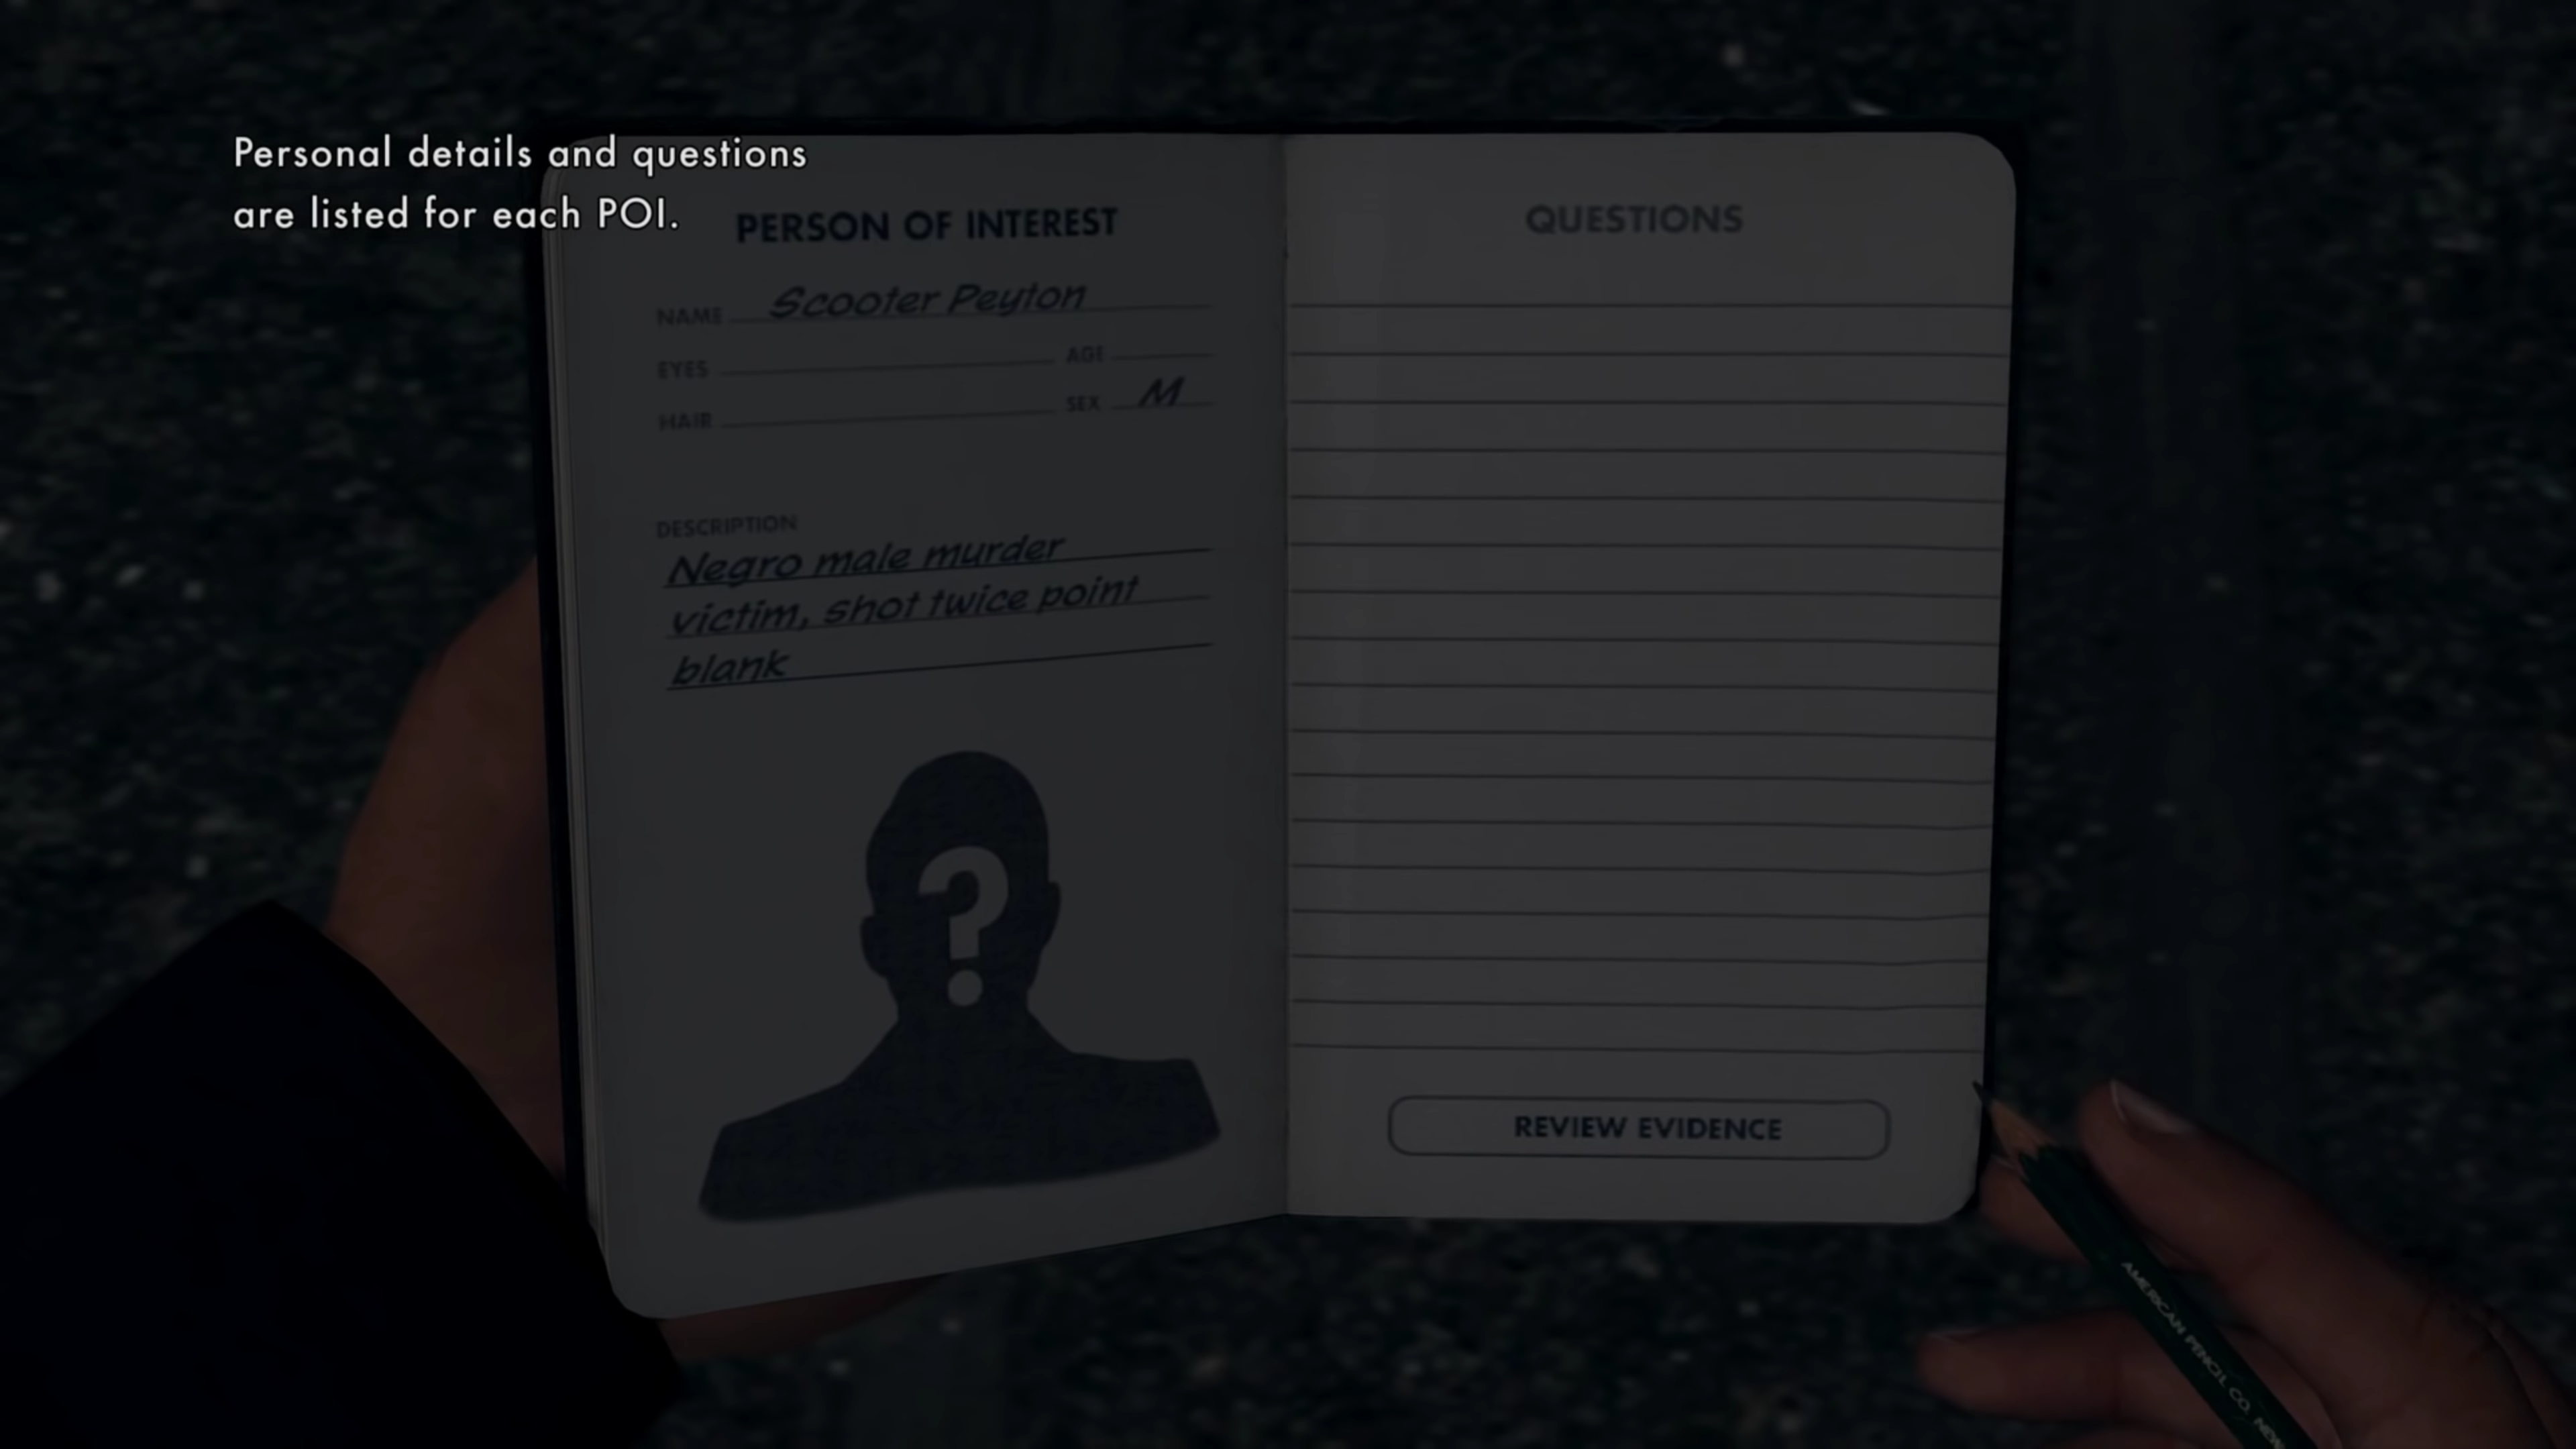 Personal details and questions
are listed for each POI.
PERSON OF INTEREST
NAME Scooter Peyton
EYES AGE
HAIR SEX M
DESCRIPTION
Negro male murder
victim, shot twice point
blank
?
QUESTIONS
REVIEW EVIDENCE
AMERICAN PENCIL CO.